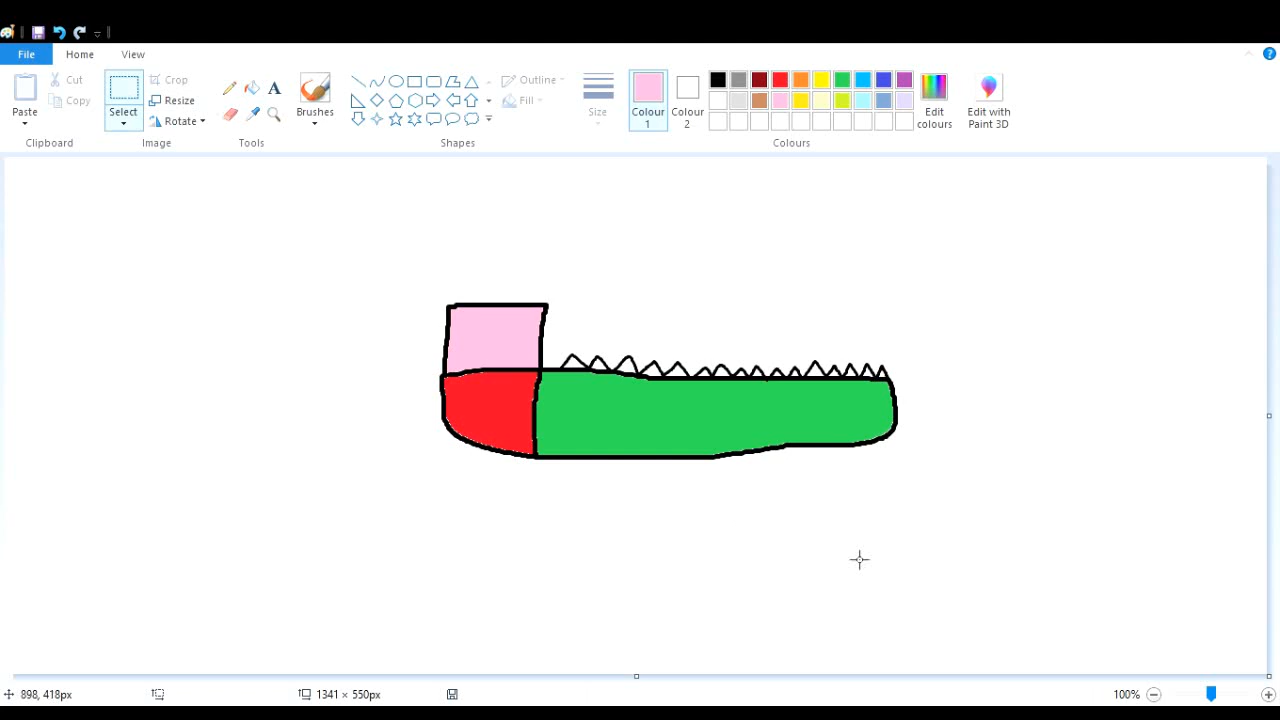 File Home View
Paste Cut Copy Select Crop Resize Rotate A Brushes Outline Fill Size Colour 1 Colour 2 Edit colours Edit with Paint 3D ?
Clipboard Image Tools Shapes Colours
898, 418px 1341 × 550px 100%